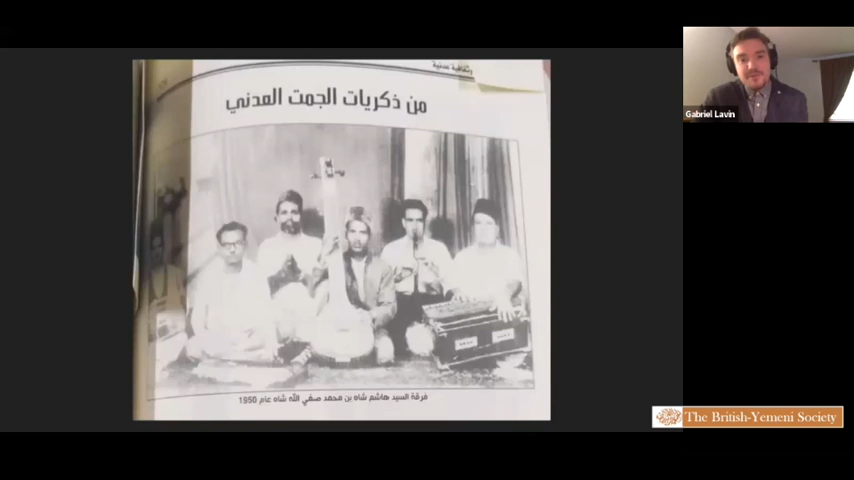 وثقافية عدنية
من ذكريات الجمت العدني
فرقة السيد هاشم شاه بن محمد صفي الله شاه عام 1950
Gabriel Lavin
The British-Yemeni Society